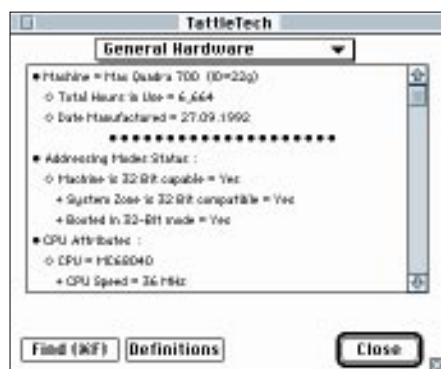 TattleTech
General Hardware
● Machine = Mac Quadra 700 (ID=22g)
◇ Total Hours in Use = 6,664
◇ Date Manufactured = 27.09.1992
● Addressing Modes Status :
◇ Machine is 32 Bit capable = Yes
+ System Zone is 32 Bit compatible = Yes
+ Booted in 32-Bit mode = Yes
● CPU Attributes :
◇ CPU = MC68040
+ CPU Speed = 36 MHz
Find (⌘F) Definitions Close